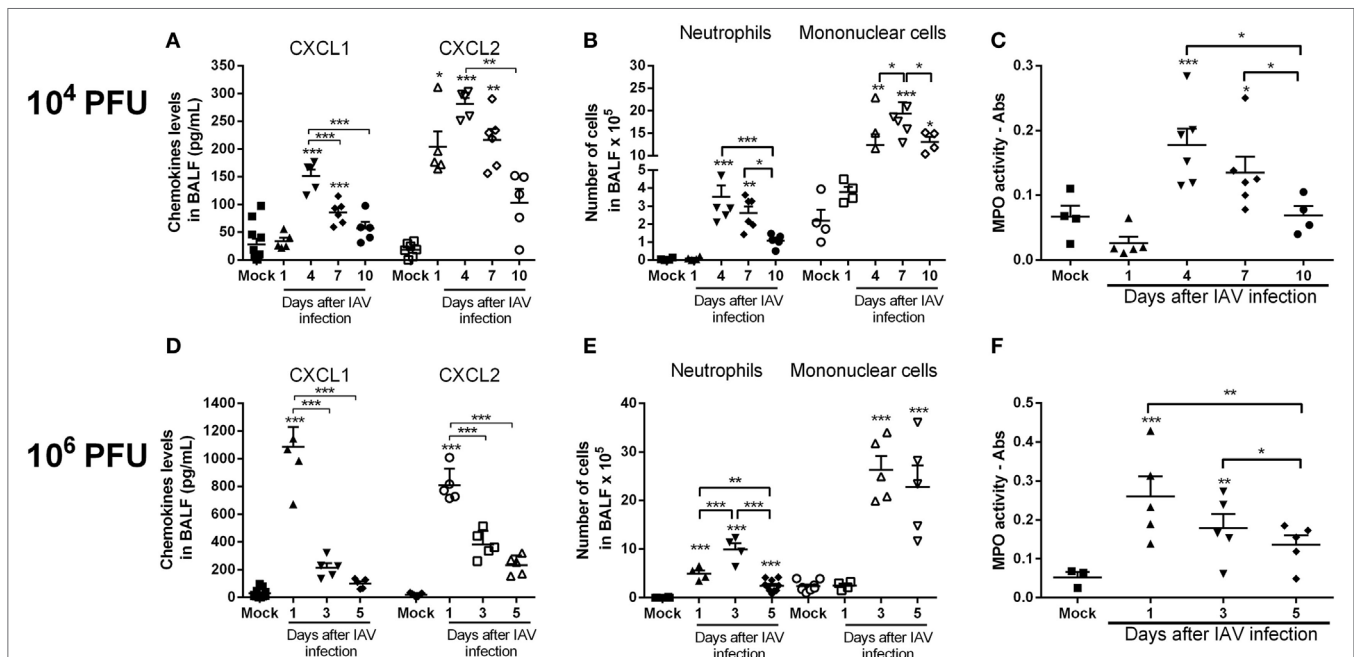 10⁴ PFU
A
CXCL1 CXCL2
Chemokines levels
in BALF (pg/mL)
350
300
250
200
150
100
50
0
*** *** *** *** * *** ** **
Mock 1 4 7 10 Mock 1 4 7 10
Days after IAV
infection
Days after IAV
infection
B
Neutrophils Mononuclear cells
Number of cells
in BALF x 10⁵
30
25
20
15
10
5
4
3
2
1
0
*** * *** ** * * ** *** *
Mock 1 4 7 10 Mock 1 4 7 10
Days after IAV
infection
Days after IAV
infection
C
MPO activity - Abs
0.3
0.2
0.1
0.0
* * *** *
Mock 1 4 7 10
Days after IAV infection
10⁶ PFU
D
CXCL1 CXCL2
Chemokines levels
in BALF (pg/mL)
1400
1200
1000
800
600
400
200
0
*** *** *** *** *** ***
Mock 1 3 5 Mock 1 3 5
Days after IAV
infection
Days after IAV
infection
E
Neutrophils Mononuclear cells
Number of cells
in BALF x 10⁵
40
30
20
10
0
** *** *** *** *** *** *** ***
Mock 1 3 5 Mock 1 3 5
Days after IAV
infection
Days after IAV
infection
F
MPO activity - Abs
0.5
0.4
0.3
0.2
0.1
0.0
** * *** **
Mock 1 3 5
Days after IAV infection